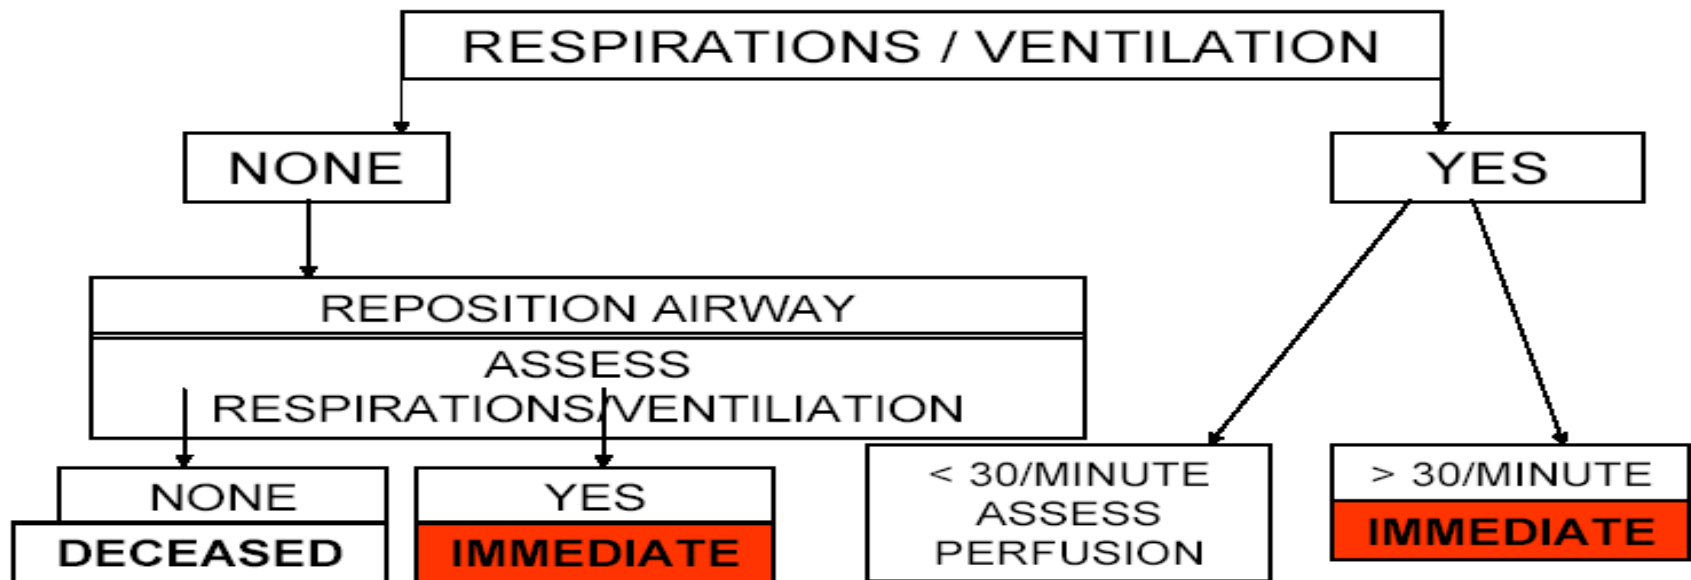 RESPIRATIONS / VENTILATION
NONE
YES
REPOSITION AIRWAY
ASSESS
RESPIRATIONS/VENTILIATION
NONE
DECEASED
YES
IMMEDIATE
< 30/MINUTE
ASSESS
PERFUSION
> 30/MINUTE
IMMEDIATE